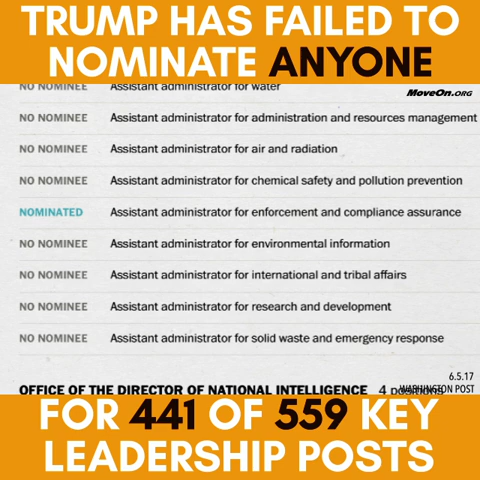 TRUMP HAS FAILED TO
NOMINATE ANYONE
NO NOMINEE Assistant administrator for water
MoveOn.ORG
NO NOMINEE Assistant administrator for administration and resources management
NO NOMINEE Assistant administrator for air and radiation
NO NOMINEE Assistant administrator for chemical safety and pollution prevention
NOMINATED Assistant administrator for enforcement and compliance assurance
NO NOMINEE Assistant administrator for environmental information
NO NOMINEE Assistant administrator for international and tribal affairs
NO NOMINEE Assistant administrator for research and development
NO NOMINEE Assistant administrator for solid waste and emergency response
6.5.17
OFFICE OF THE DIRECTOR OF NATIONAL INTELLIGENCE 4 positions
WASHINGTON POST
FOR 441 OF 559 KEY
LEADERSHIP POSTS